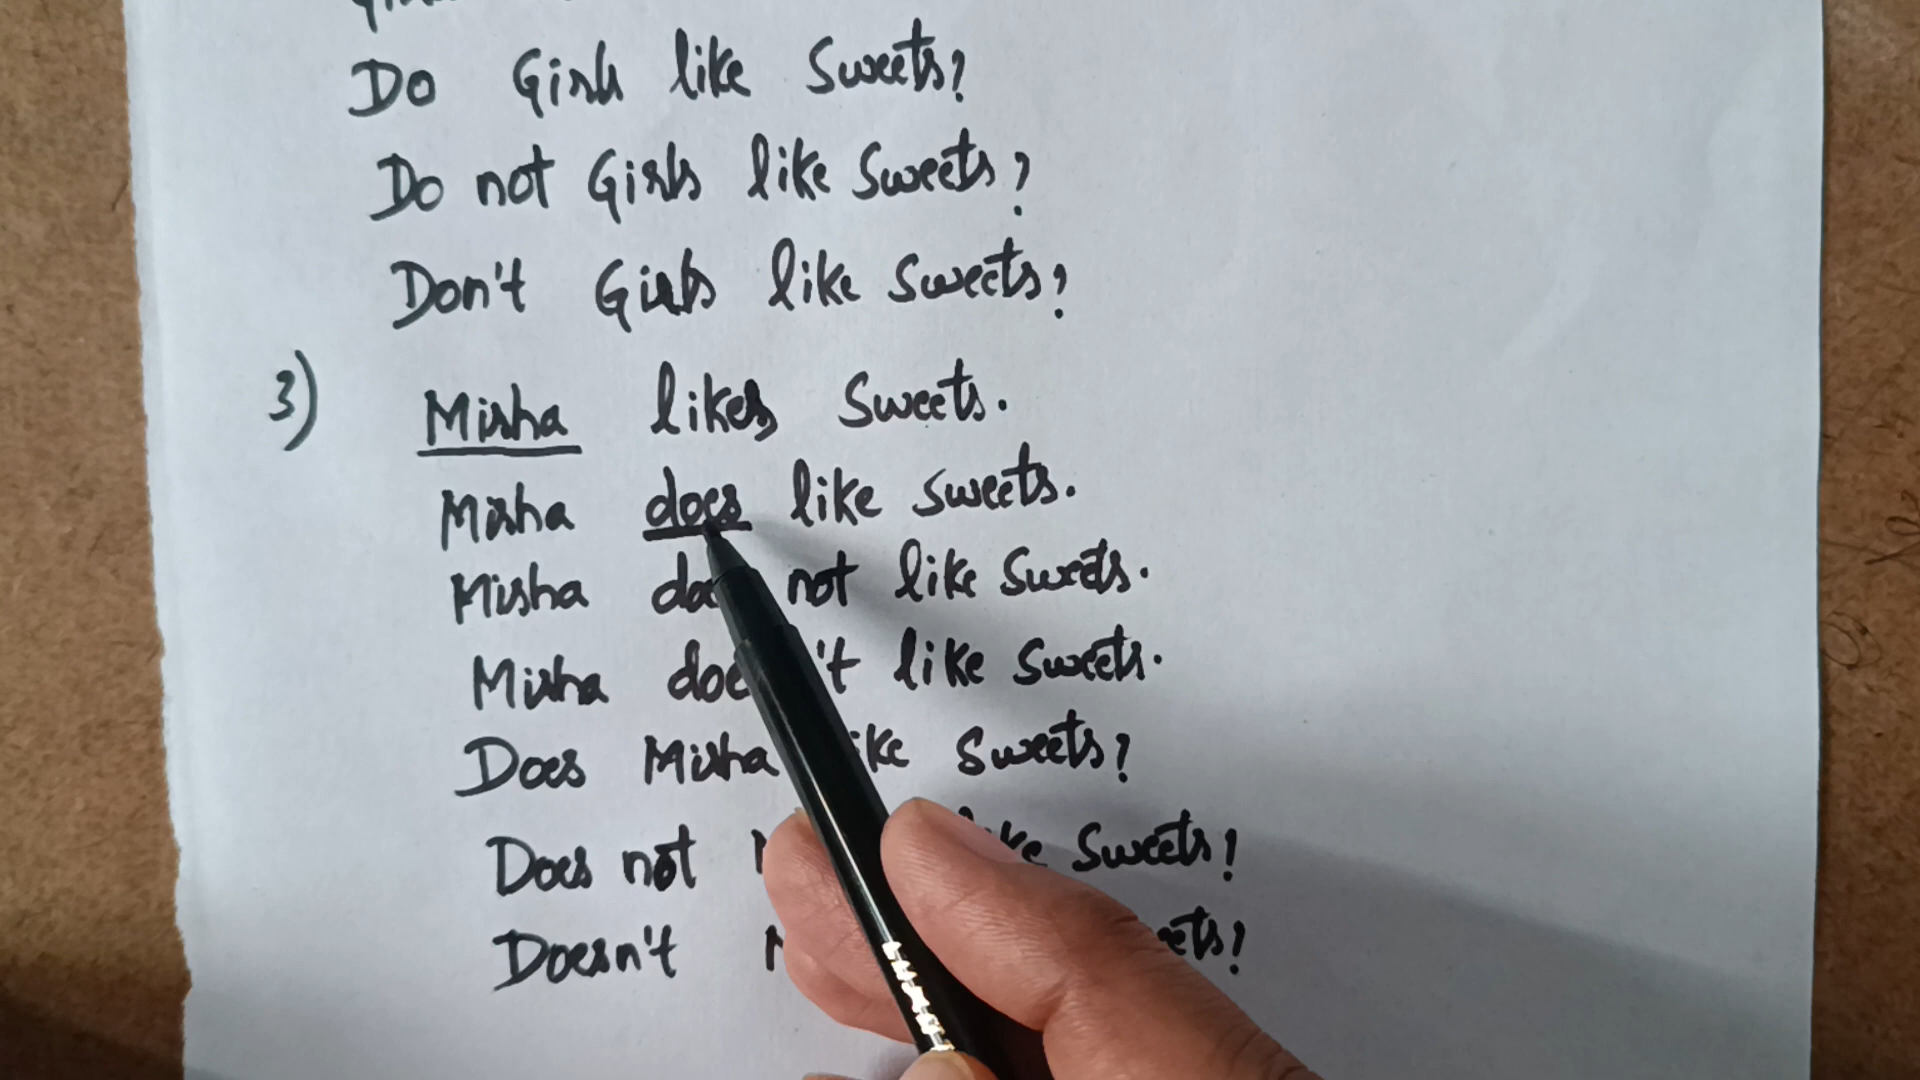 Do Girls like Sweets?
Do not Girls like Sweets?
Don't Girls like Sweets?
3) Misha likes Sweets.
Misha does like sweets.
Misha not like Sweets.
Misha like Sweets.
Does Misha Sweets?
Does not Sweets?
Doesn't